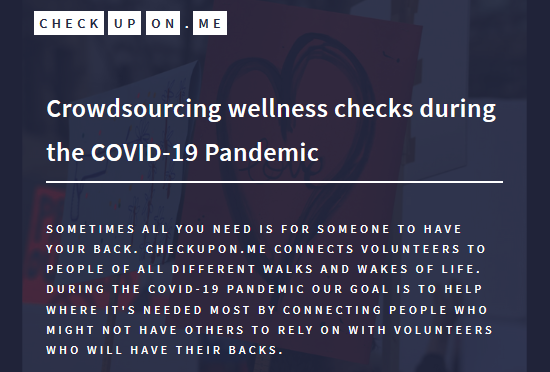 CHECK UP ON . ME
Crowdsourcing wellness checks during
the COVID-19 Pandemic
SOMETIMES ALL YOU NEED IS FOR SOMEONE TO HAVE
YOUR BACK. CHECKUPON.ME CONNECTS VOLUNTEERS TO
PEOPLE OF ALL DIFFERENT WALKS AND WAKES OF LIFE.
DURING THE COVID-19 PANDEMIC OUR GOAL IS TO HELP
WHERE IT'S NEEDED MOST BY CONNECTING PEOPLE WHO
MIGHT NOT HAVE OTHERS TO RELY ON WITH VOLUNTEERS
WHO WILL HAVE THEIR BACKS.